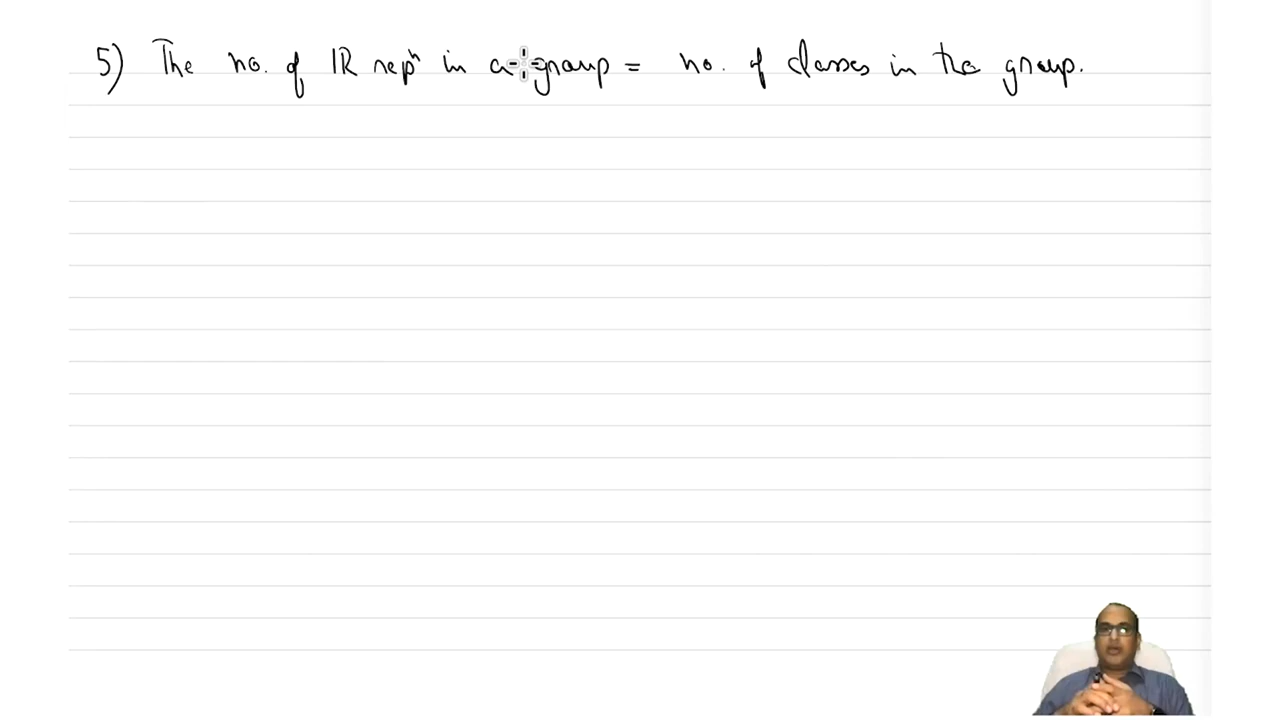 5) The no. of IR repⁿ in a group = no. of classes in the group.